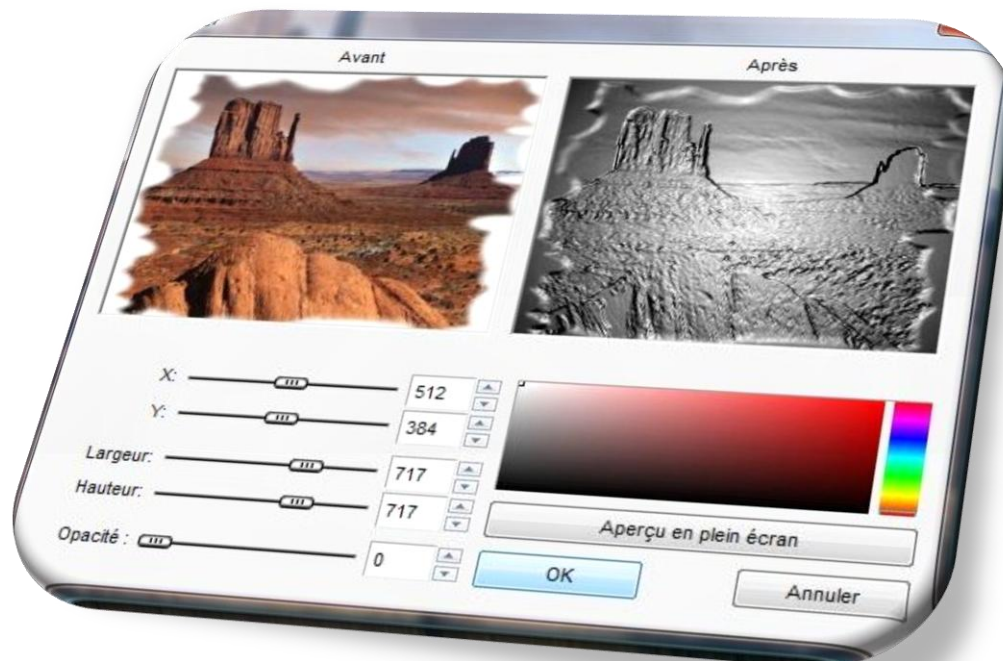 Avant
Après
X: 512
Y: 384
Largeur: 717
Hauteur: 717
Opacité : 0
Aperçu en plein écran
OK
Annuler